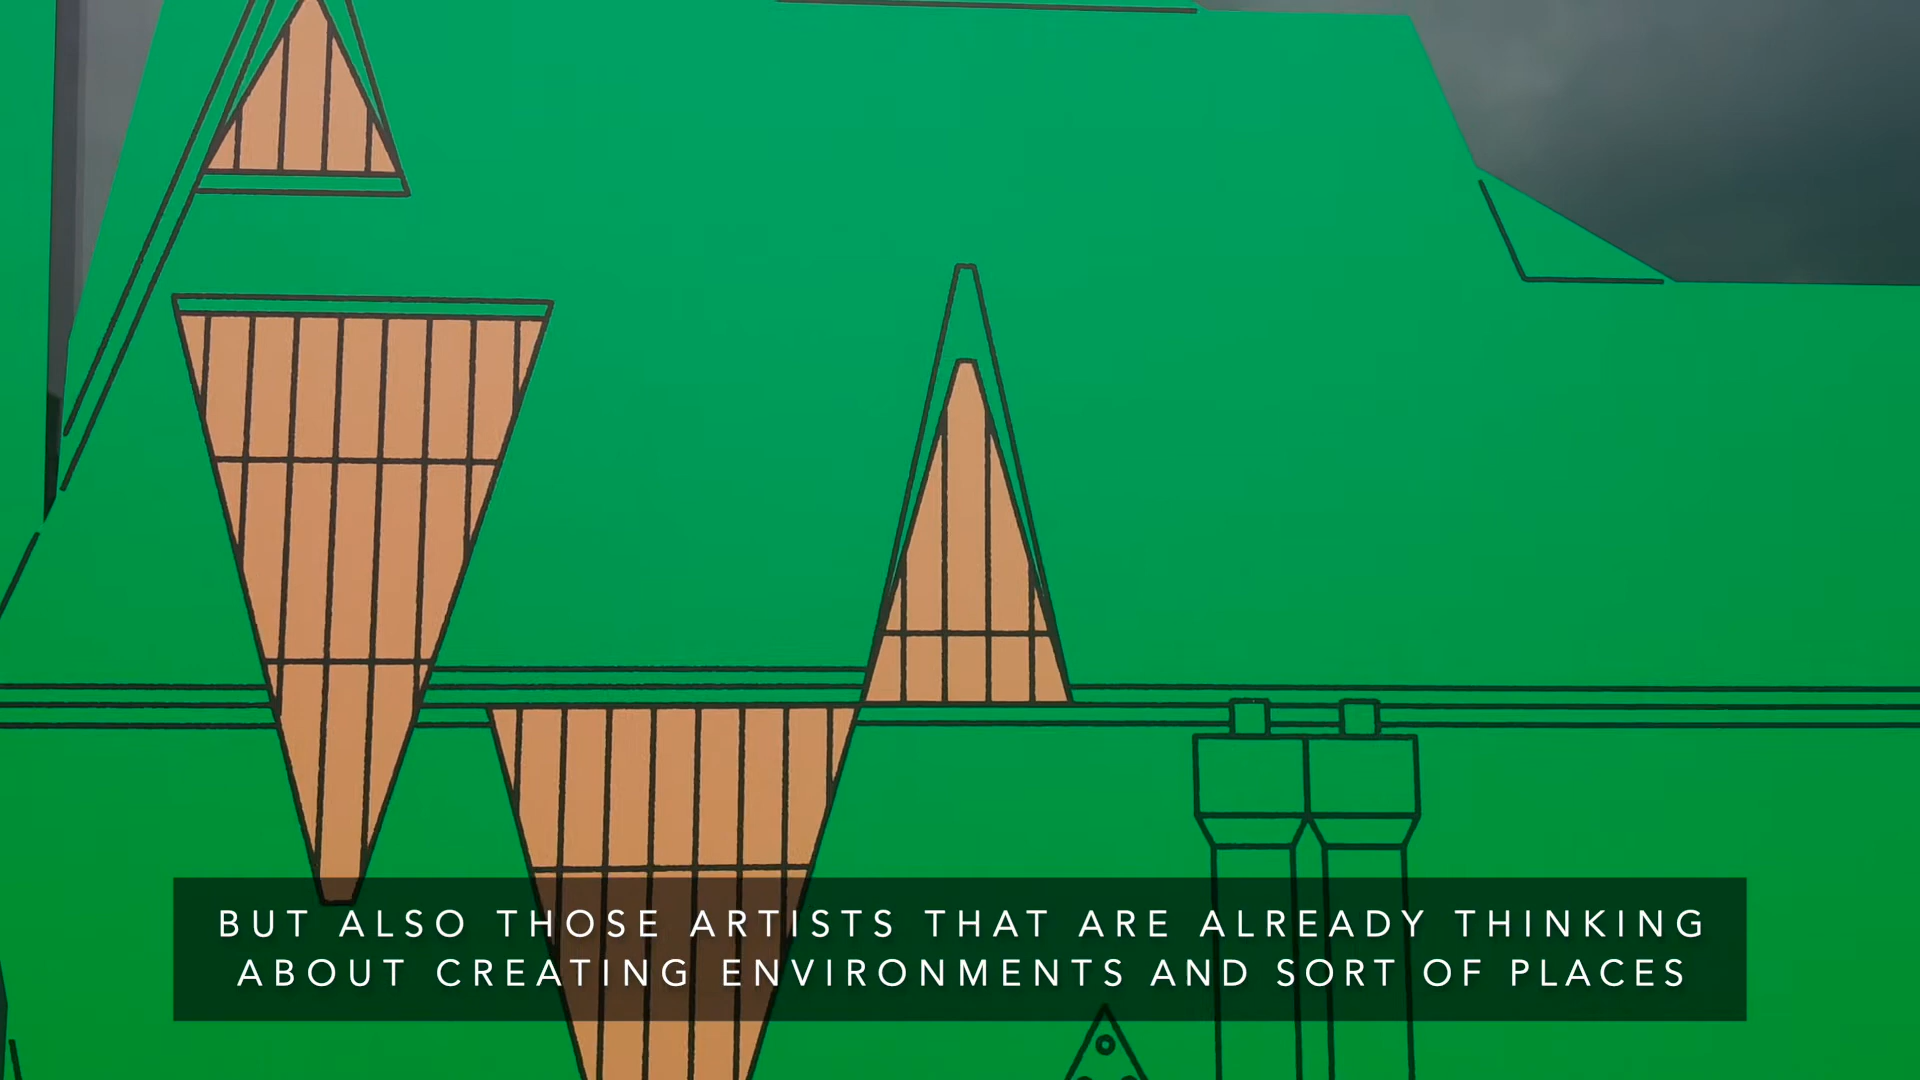 BUT ALSO THOSE ARTISTS THAT ARE ALREADY THINKING
ABOUT CREATING ENVIRONMENTS AND SORT OF PLACES